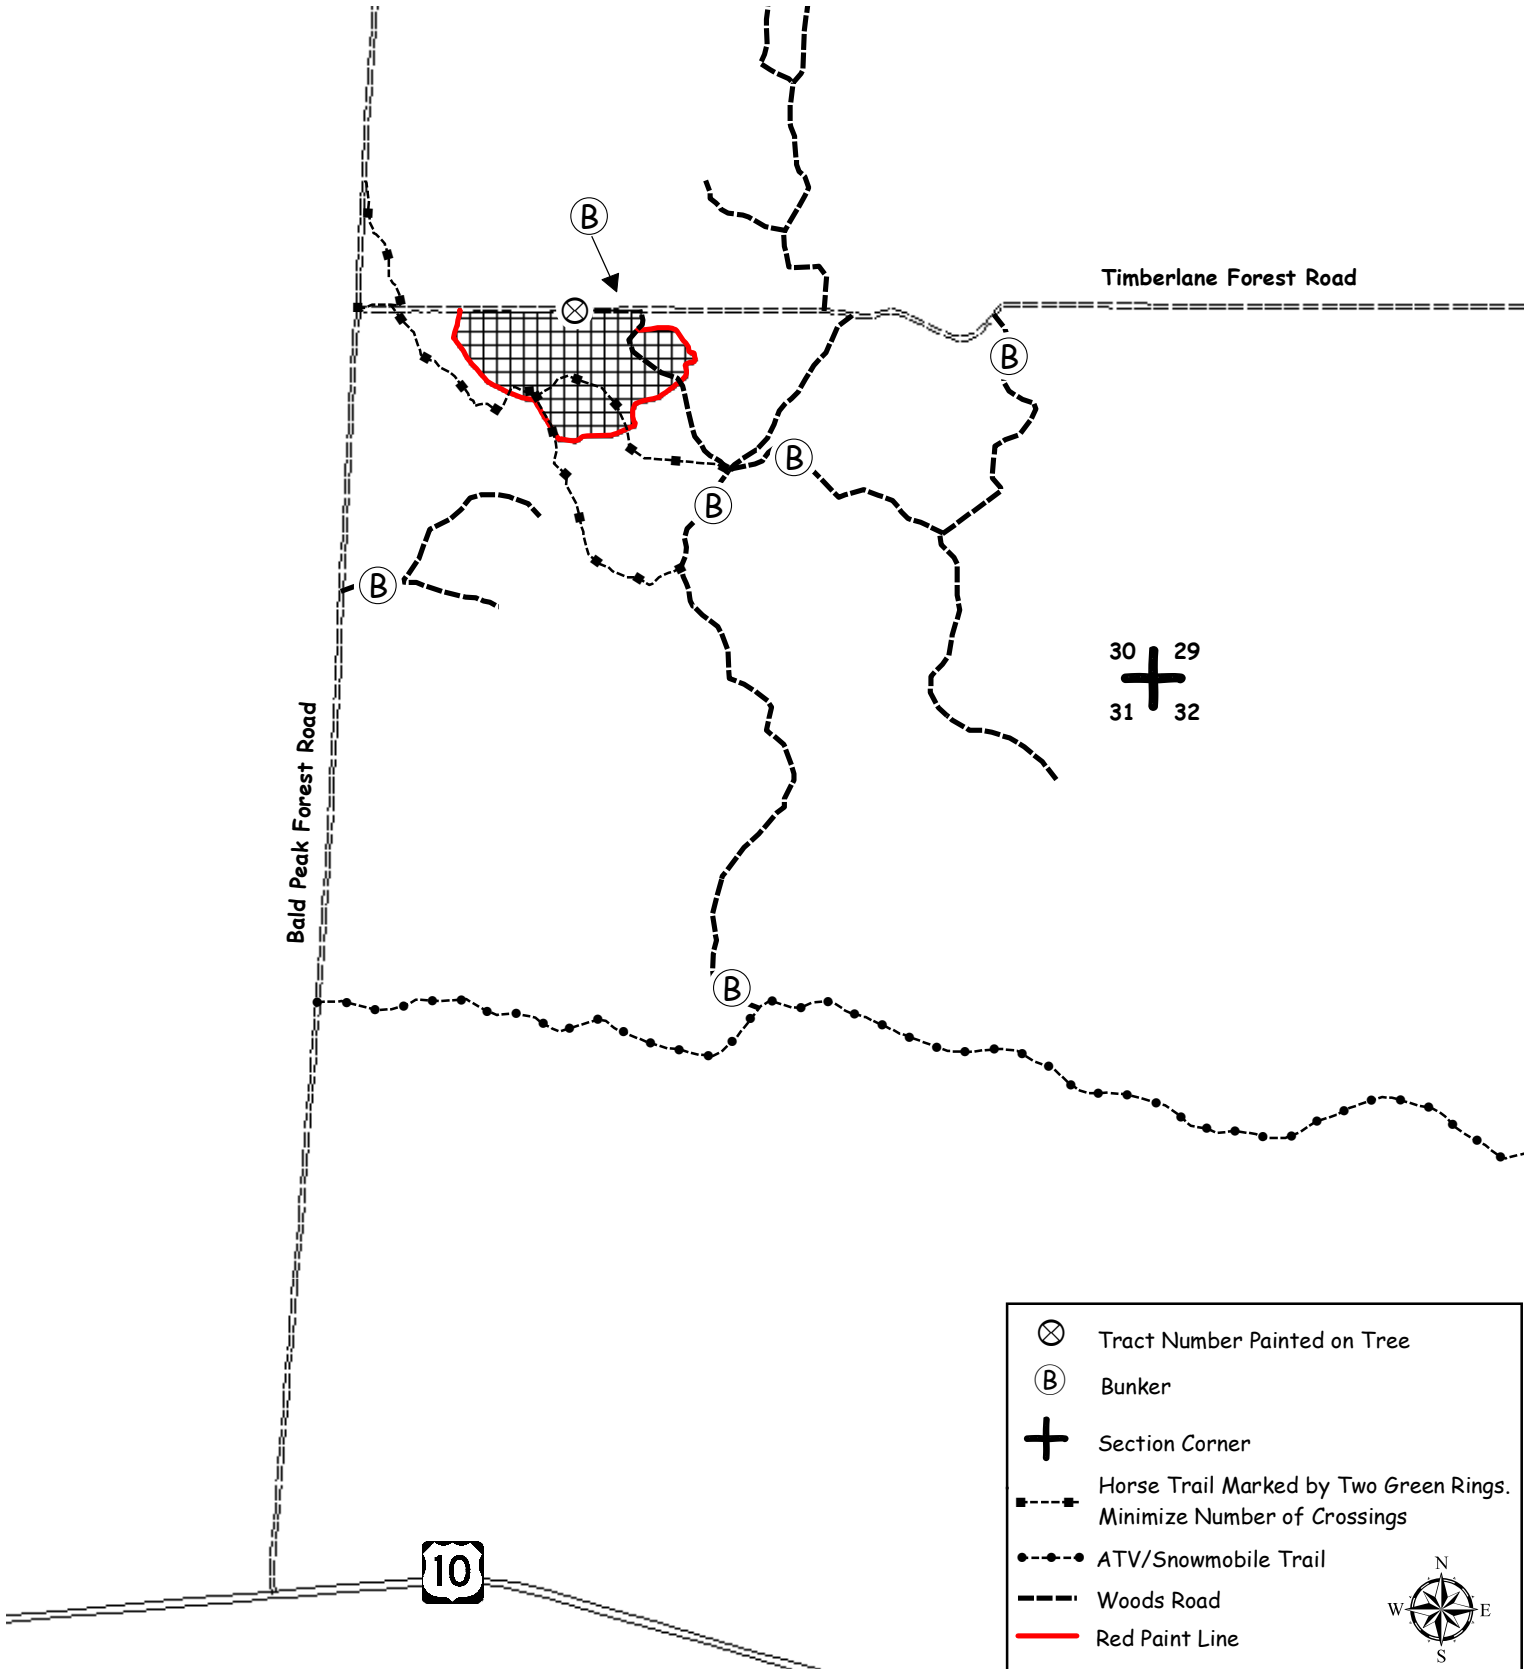 B
Timberlane Forest Road
B
B
B
B
30 29
31 32
Bald Peak Forest Road
B
Tract Number Painted on Tree
B Bunker
Section Corner
Horse Trail Marked by Two Green Rings.
Minimize Number of Crossings
ATV/Snowmobile Trail
Woods Road
Red Paint Line
10
N
W E
S